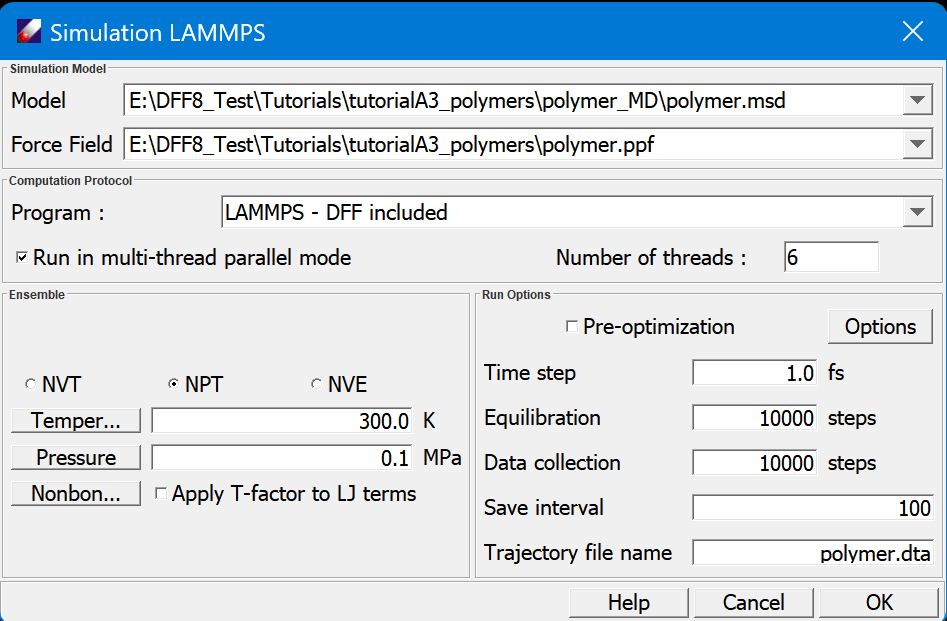 Simulation LAMMPS
Simulation Model
Model E:\DFF8_Test\Tutorials\tutorialA3_polymers\polymer_MD\polymer.msd
Force Field E:\DFF8_Test\Tutorials\tutorialA3_polymers\polymer.ppf
Computation Protocol
Program : LAMMPS - DFF included
Run in multi-thread parallel mode Number of threads : 6
Ensemble
NVT NPT NVE
Temper... 300.0 K
Pressure 0.1 MPa
Nonbon... Apply T-factor to LJ terms
Run Options
Pre-optimization Options
Time step 1.0 fs
Equilibration 10000 steps
Data collection 10000 steps
Save interval 100
Trajectory file name polymer.dta
Help Cancel OK